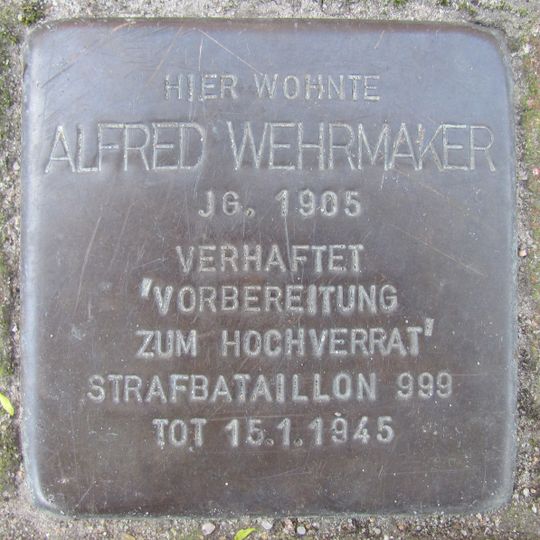 HIER WOHNTE
ALFRED WEHRMAKER
JG. 1905
VERHAFTET
'VORBEREITUNG
ZUM HOCHVERRAT'
STRAFBATAILLON 999
TOT 15.1.1945